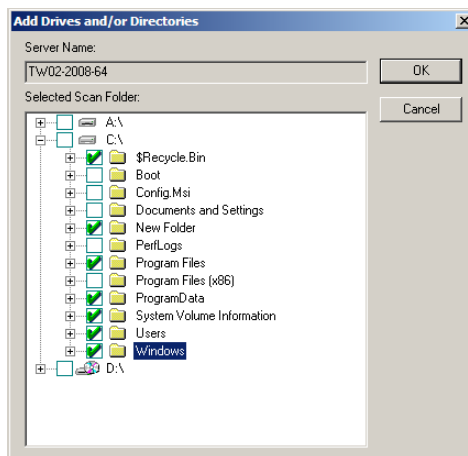 Add Drives and/or Directories
Server Name:
TW02-2008-64
OK
Selected Scan Folder:
Cancel
A:\
C:\
$Recycle.Bin
Boot
Config.Msi
Documents and Settings
New Folder
PerfLogs
Program Files
Program Files (x86)
ProgramData
System Volume Information
Users
Windows
D:\